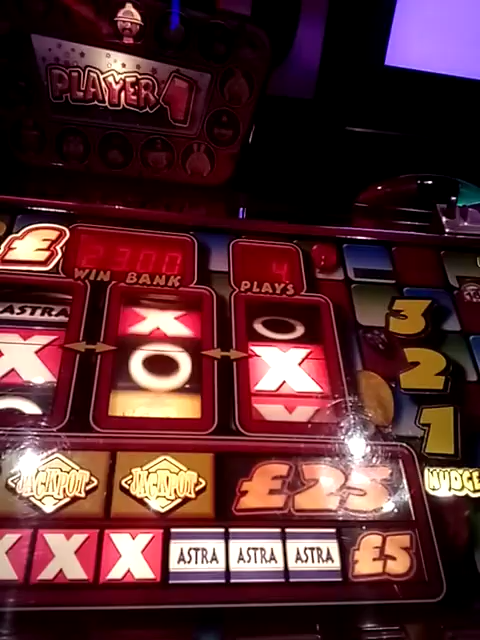 PLAYER 1
£ 2300 4
WIN BANK PLAYS
ASTRA X O 3
X O X 2
1
JACKPOT JACKPOT £25 NUDGE
X X X ASTRA ASTRA ASTRA £5